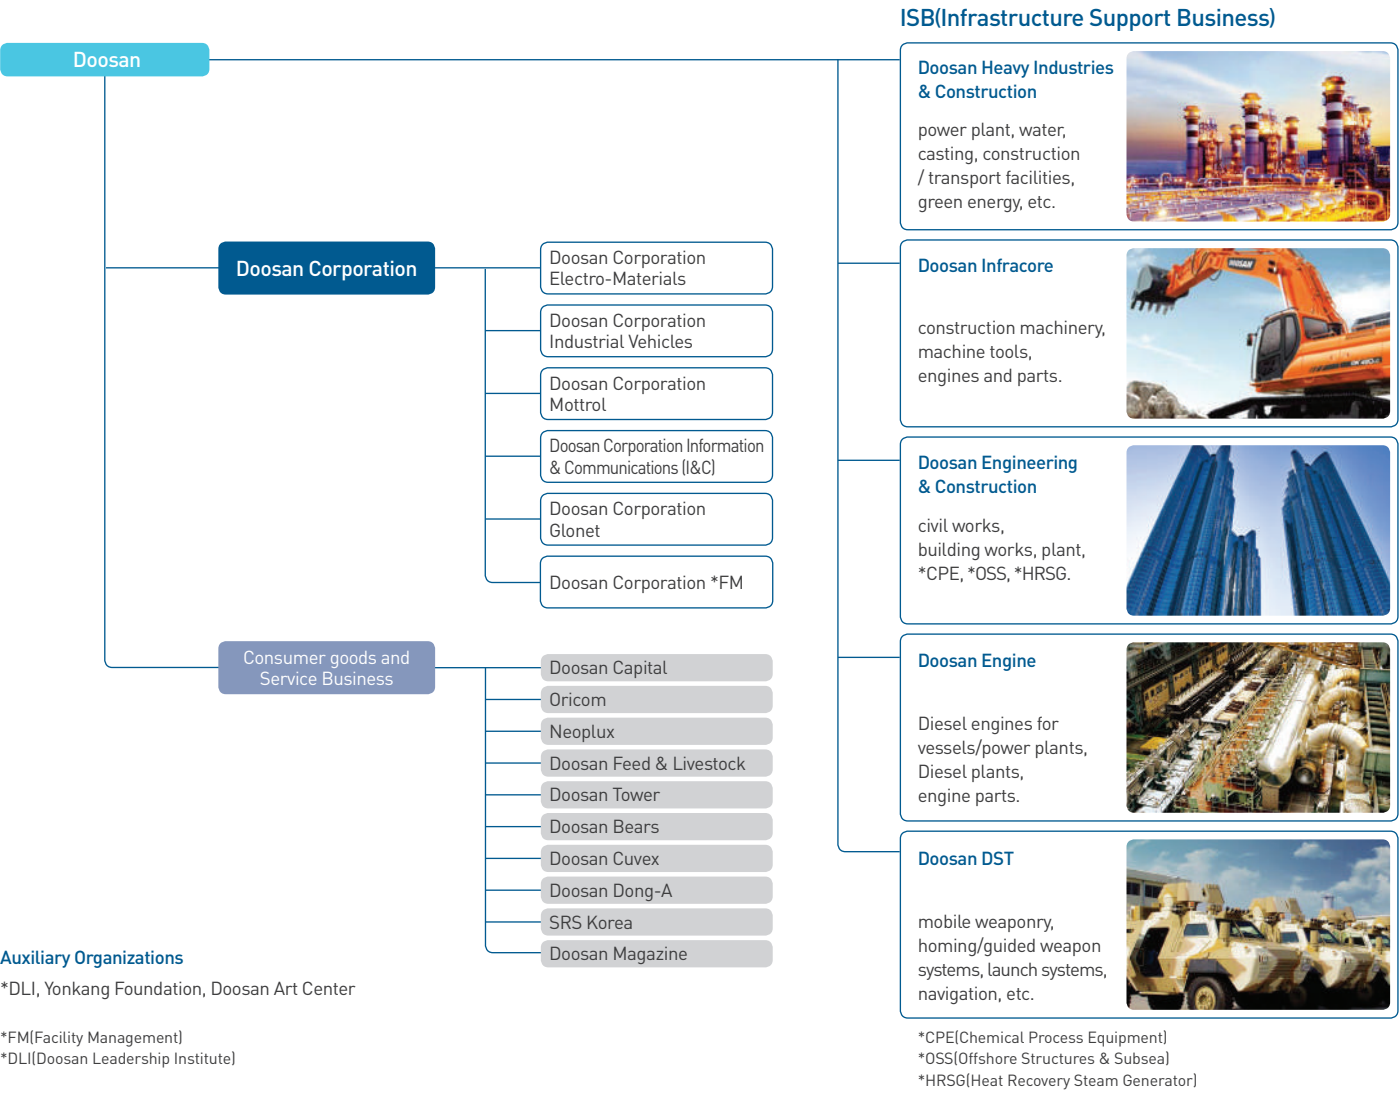 ISB(Infrastructure Support Business)
Doosan
Doosan Heavy Industries
& Construction
power plant, water,
casting, construction
/ transport facilities,
green energy, etc.
Doosan Corporation
Doosan Corporation
Electro-Materials
Doosan Corporation
Industrial Vehicles
Doosan Corporation
Mottrol
Doosan Corporation Information
& Communications (I&C)
Doosan Corporation
Glonet
Doosan Corporation *FM
Doosan Infracore
construction machinery,
machine tools,
engines and parts.
DOOSAN
Doosan Engineering
& Construction
civil works,
building works, plant,
*CPE, *OSS, *HRSG.
Consumer goods and
Service Business
Doosan Capital
Oricom
Neoplux
Doosan Feed & Livestock
Doosan Tower
Doosan Bears
Doosan Cuvex
Doosan Dong-A
SRS Korea
Doosan Magazine
Doosan Engine
Diesel engines for
vessels/power plants,
Diesel plants,
engine parts.
Doosan DST
mobile weaponry,
homing/guided weapon
systems, launch systems,
navigation, etc.
Auxiliary Organizations
*DLI, Yonkang Foundation, Doosan Art Center
*FM(Facility Management)
*DLI(Doosan Leadership Institute)
*CPE(Chemical Process Equipment)
*OSS(Offshore Structures & Subsea)
*HRSG(Heat Recovery Steam Generator)